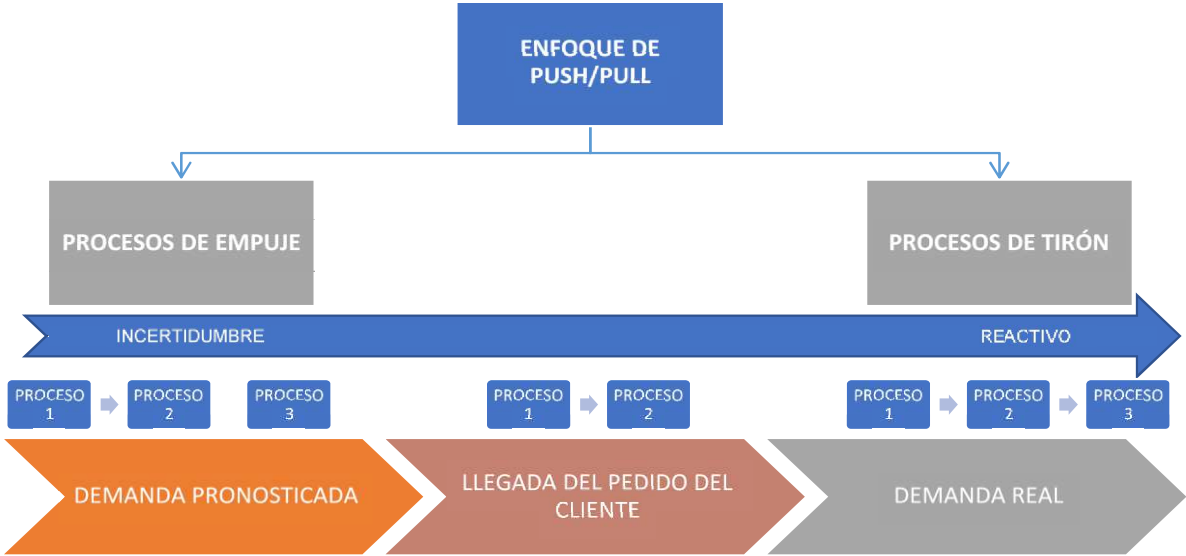 ENFOQUE DE
PUSH/PULL
PROCESOS DE EMPUJE
PROCESOS DE TIRÓN
INCERTIDUMBRE
REACTIVO
PROCESO
1
PROCESO
2
PROCESO
3
PROCESO
1
PROCESO
2
PROCESO
1
PROCESO
2
PROCESO
3
DEMANDA PRONOSTICADA
LLEGADA DEL PEDIDO DEL
CLIENTE
DEMANDA REAL